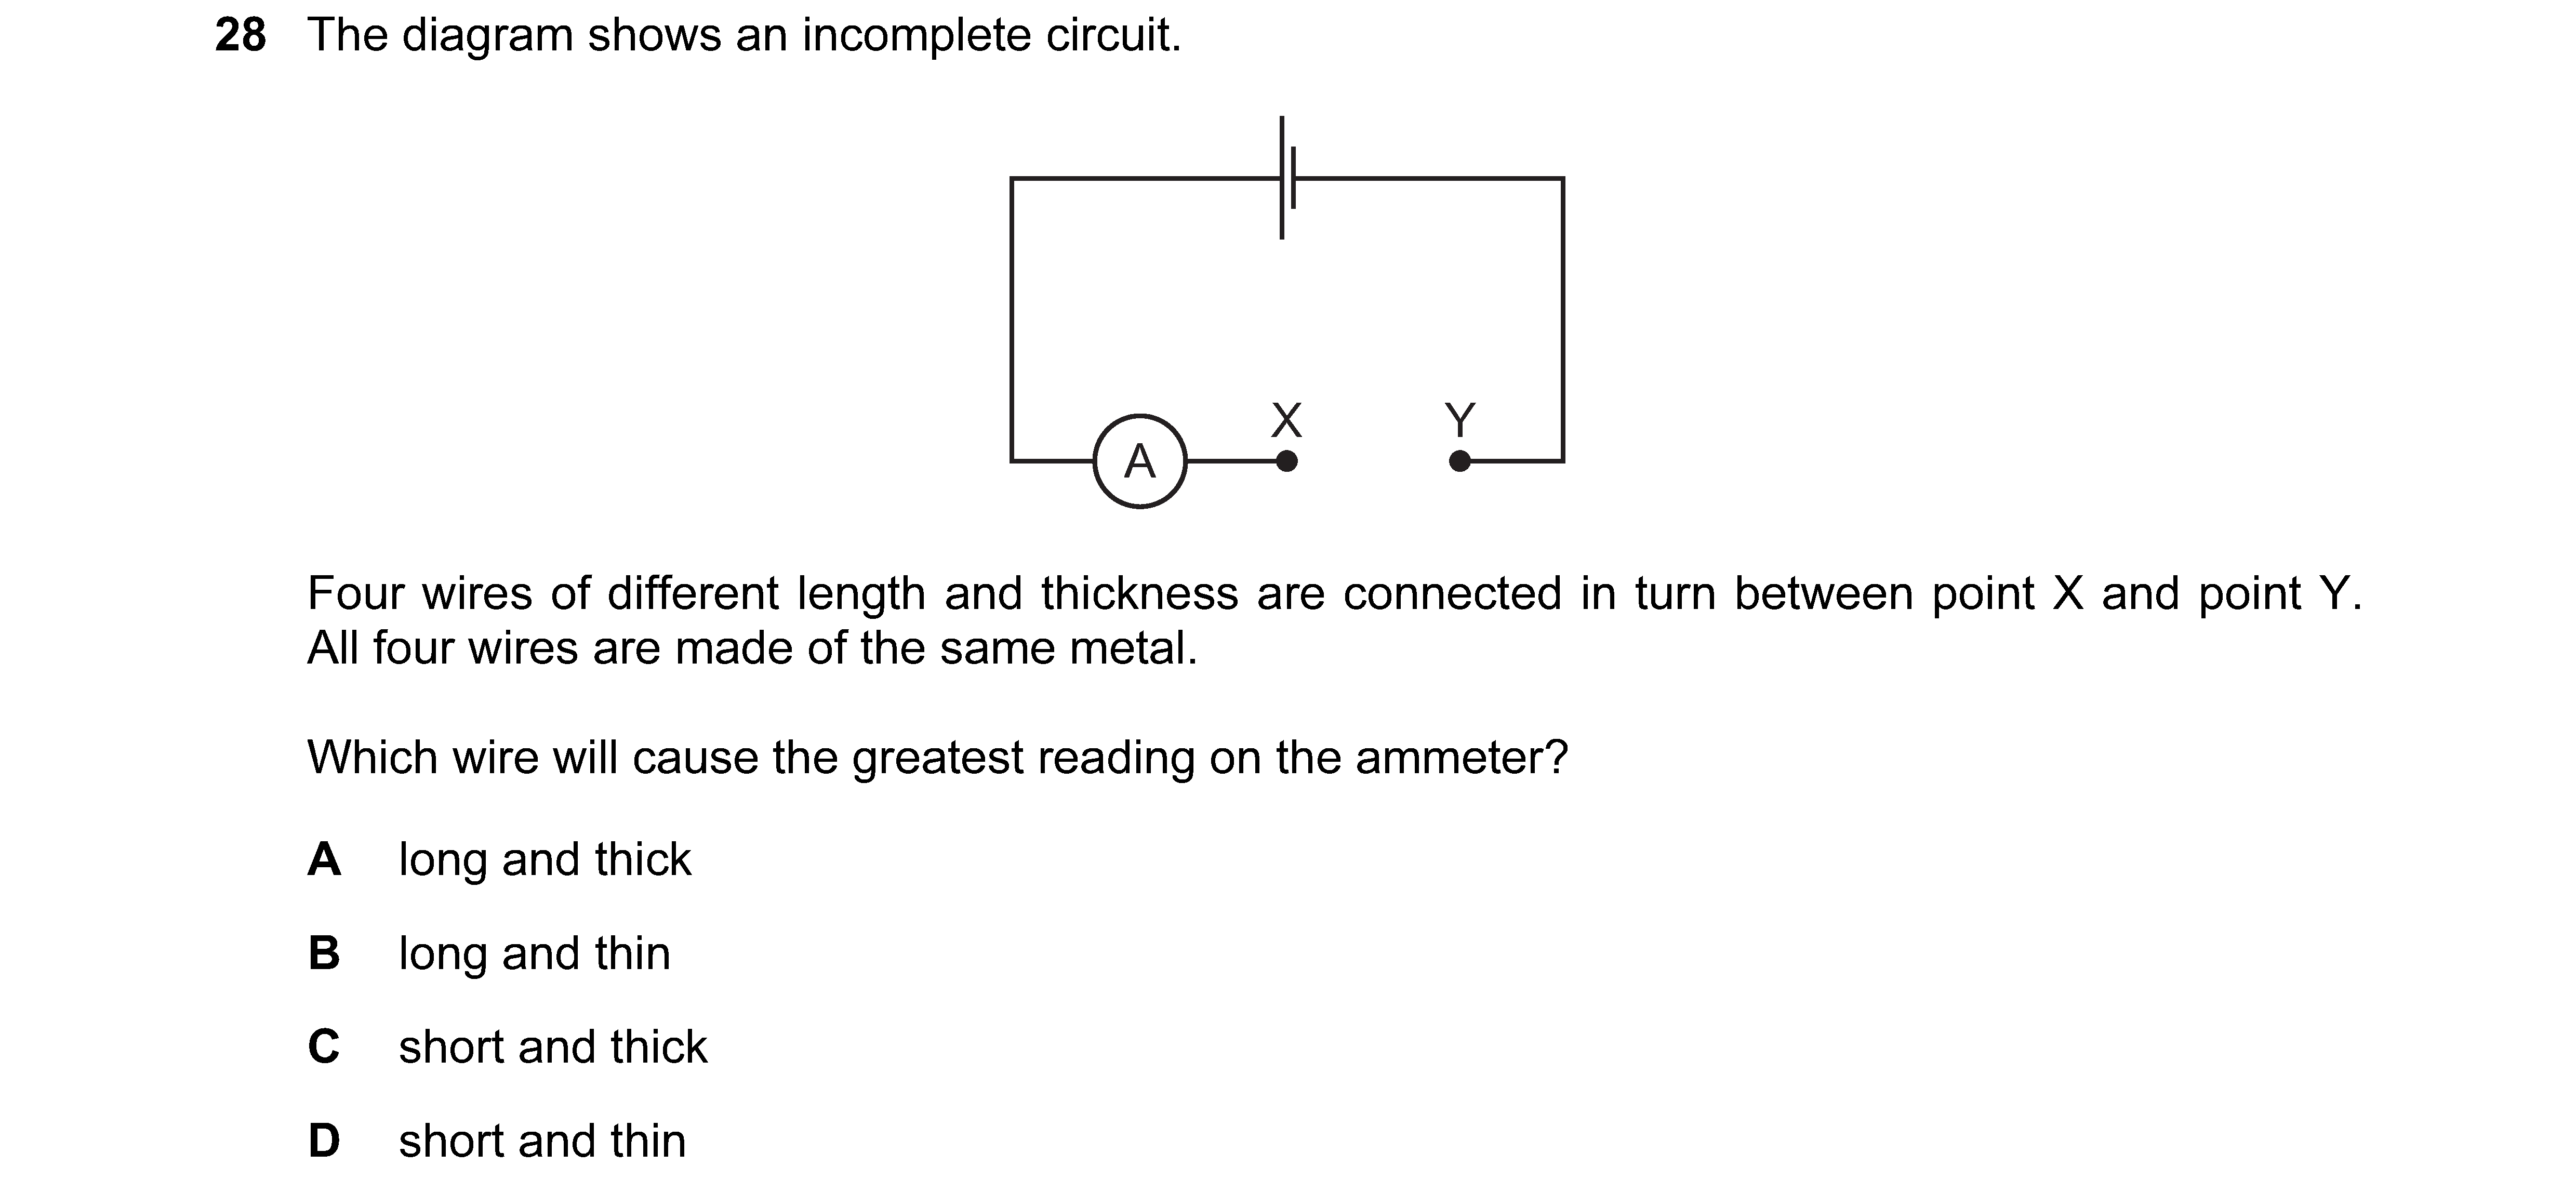 28 The diagram shows an incomplete circuit.
X Y
A
Four wires of different length and thickness are connected in turn between point X and point Y.
All four wires are made of the same metal.
Which wire will cause the greatest reading on the ammeter?
A long and thick
B long and thin
C short and thick
D short and thin